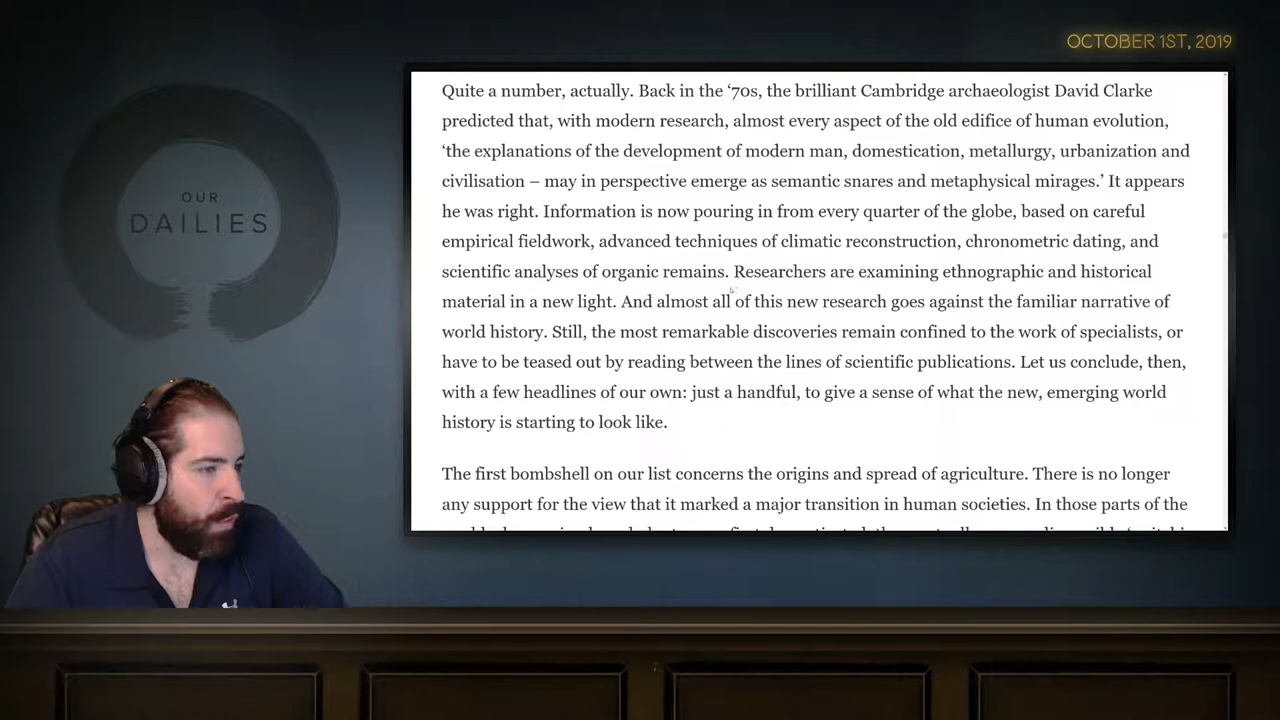 OCTOBER 1ST, 2019
OUR
DAILIES
Quite a number, actually. Back in the ‘70s, the brilliant Cambridge archaeologist David Clarke
predicted that, with modern research, almost every aspect of the old edifice of human evolution,
‘the explanations of the development of modern man, domestication, metallurgy, urbanization and
civilisation – may in perspective emerge as semantic snares and metaphysical mirages.’ It appears
he was right. Information is now pouring in from every quarter of the globe, based on careful
empirical fieldwork, advanced techniques of climatic reconstruction, chronometric dating, and
scientific analyses of organic remains. Researchers are examining ethnographic and historical
material in a new light. And almost all of this new research goes against the familiar narrative of
world history. Still, the most remarkable discoveries remain confined to the work of specialists, or
have to be teased out by reading between the lines of scientific publications. Let us conclude, then,
with a few headlines of our own: just a handful, to give a sense of what the new, emerging world
history is starting to look like.
The first bombshell on our list concerns the origins and spread of agriculture. There is no longer
any support for the view that it marked a major transition in human societies. In those parts of the